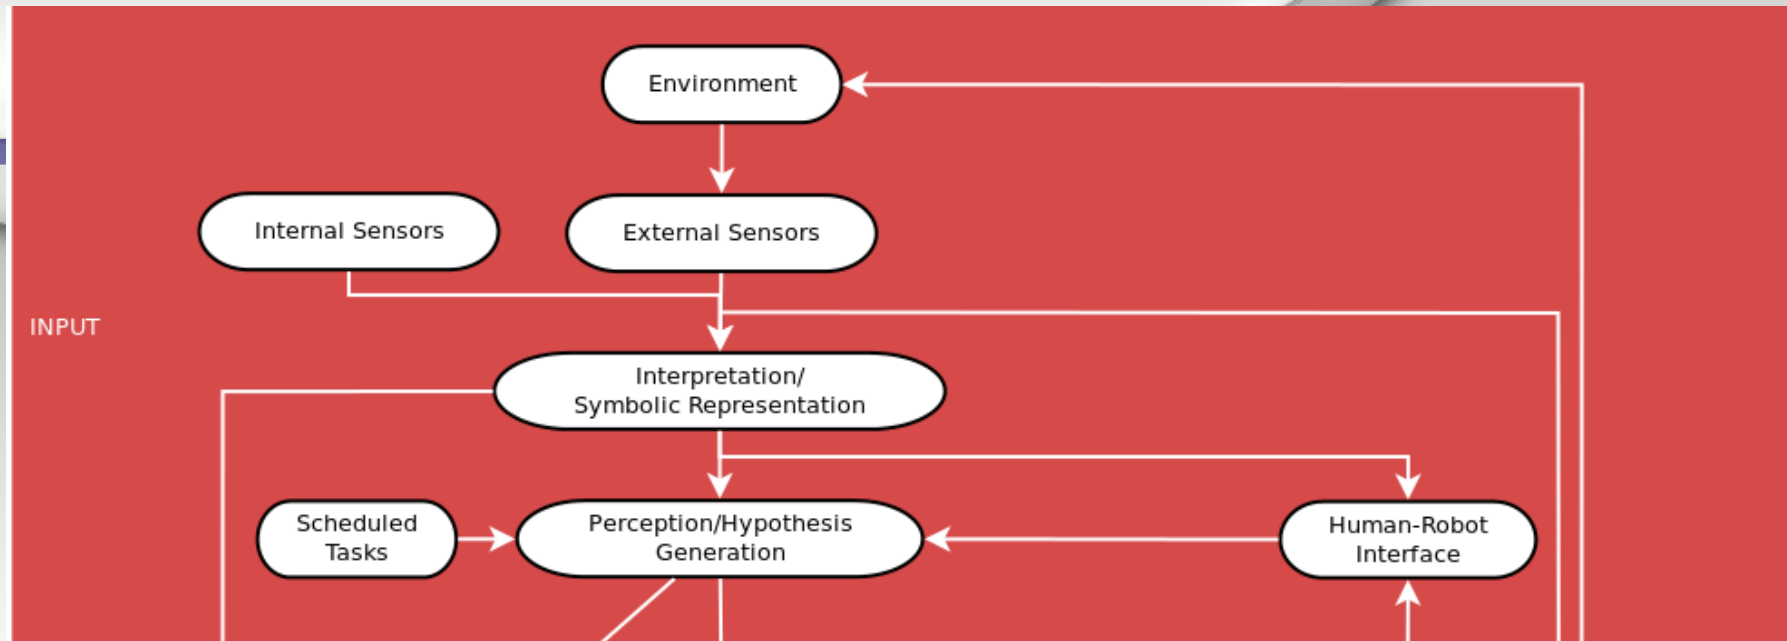 Environment
Internal Sensors
External Sensors
INPUT
Interpretation/
Symbolic Representation
Scheduled
Tasks
Perception/Hypothesis
Generation
Human-Robot
Interface